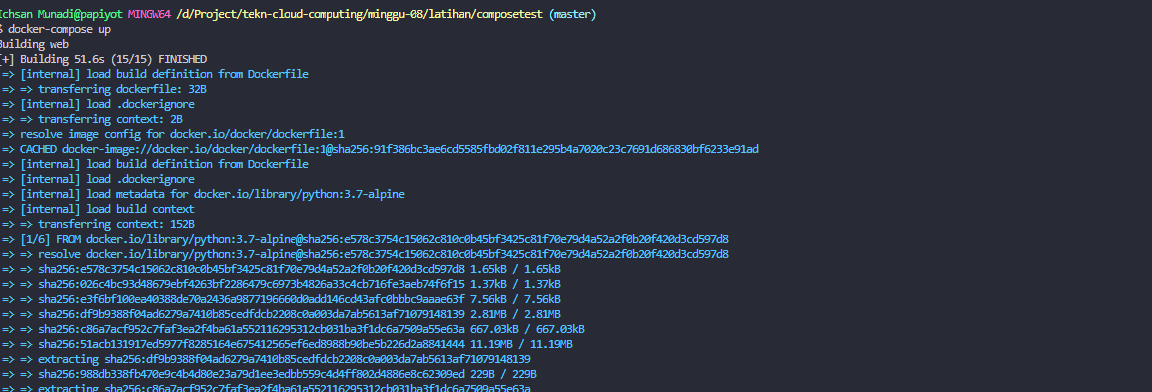 Ichsan Munadi@papiyot MINGW64 /d/Project/tekn-cloud-computing/minggu-08/latihan/composetest (master)
$ docker-compose up
Building web
[+] Building 51.6s (15/15) FINISHED
=> [internal] load build definition from Dockerfile
=> => transferring dockerfile: 32B
=> [internal] load .dockerignore
=> => transferring context: 2B
=> resolve image config for docker.io/docker/dockerfile:1
=> CACHED docker-image://docker.io/docker/dockerfile:1@sha256:91f386bc3ae6cd5585fbd02f811e295b4a7020c23c7691d686830bf6233e91ad
=> [internal] load build definition from Dockerfile
=> [internal] load .dockerignore
=> [internal] load metadata for docker.io/library/python:3.7-alpine
=> [internal] load build context
=> => transferring context: 152B
=> [1/6] FROM docker.io/library/python:3.7-alpine@sha256:e578c3754c15062c810c0b45bf3425c81f70e79d4a52a2f0b20f420d3cd597d8
=> => resolve docker.io/library/python:3.7-alpine@sha256:e578c3754c15062c810c0b45bf3425c81f70e79d4a52a2f0b20f420d3cd597d8
=> => sha256:e578c3754c15062c810c0b45bf3425c81f70e79d4a52a2f0b20f420d3cd597d8 1.65kB / 1.65kB
=> => sha256:026c4bc93d48679ebf4263bf2286479c6973b4826a33c4cb716fe3aeb74f6f15 1.37kB / 1.37kB
=> => sha256:e3f6bf100ea40388de70a2436a9877196660d0add146cd43afc0bbbc9aaae63f 7.56kB / 7.56kB
=> => sha256:df9b9388f04ad6279a7410b85cedfdcb2208c0a003da7ab5613af71079148139 2.81MB / 2.81MB
=> => sha256:c86a7acf952c7faf3ea2f4ba61a552116295312cb031ba3f1dc6a7509a55e63a 667.03kB / 667.03kB
=> => sha256:51acb131917ed5977f8285164e675412565ef6ed8988b90be5b226d2a8841444 11.19MB / 11.19MB
=> => extracting sha256:df9b9388f04ad6279a7410b85cedfdcb2208c0a003da7ab5613af71079148139
=> => sha256:988db338fb470e9c4b4d80e23a79d1ee3edbb559c4d4ff802d4886e8c62309ed 229B / 229B
=> => extracting sha256:c86a7acf952c7faf3ea2f4ba61a552116295312cb031ba3f1dc6a7509a55e63a